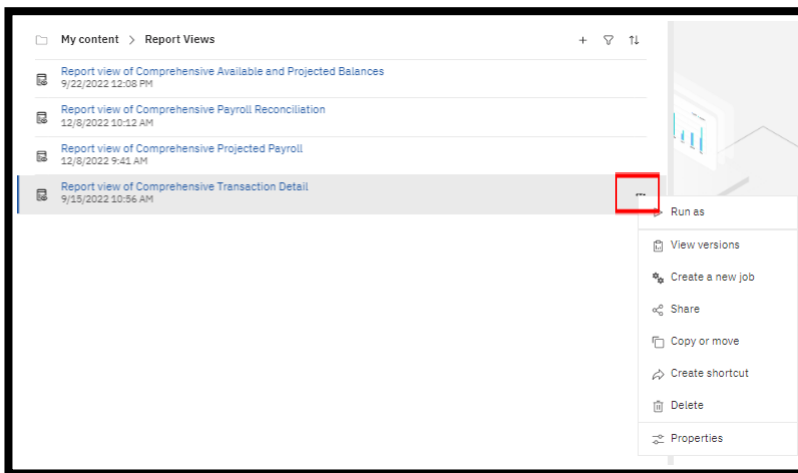 My content > Report Views
Report view of Comprehensive Available and Projected Balances
9/22/2022 12:08 PM
Report view of Comprehensive Payroll Reconciliation
12/8/2022 10:12 AM
Report view of Comprehensive Projected Payroll
12/8/2022 9:41 AM
Report view of Comprehensive Transaction Detail
9/15/2022 10:56 AM
Run as
View versions
Create a new job
Share
Copy or move
Create shortcut
Delete
Properties